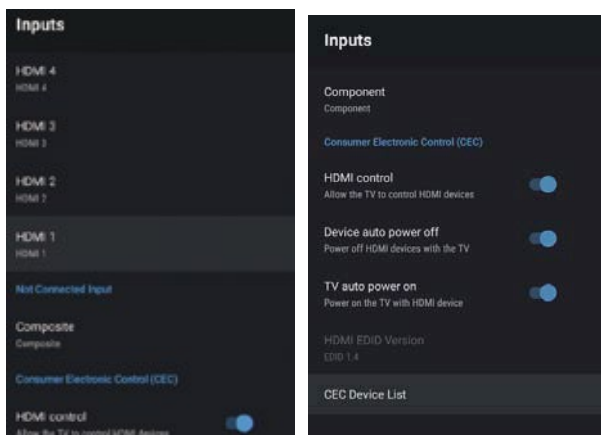 Inputs
HDMI 4
HDMI 4
HDMI 3
HDMI 3
HDMI 2
HDMI 2
HDMI 1
HDMI 1
Not Connected Input
Composite
Composite
Consumer Electronic Control (CEC)
HDMI control
Allow the TV to control HDMI devices
Inputs
Component
Component
Consumer Electronic Control (CEC)
HDMI control
Allow the TV to control HDMI devices
Device auto power off
Power off HDMI devices with the TV
TV auto power on
Power on the TV with HDMI device
HDMI EDID Version
EDID 1.4
CEC Device List